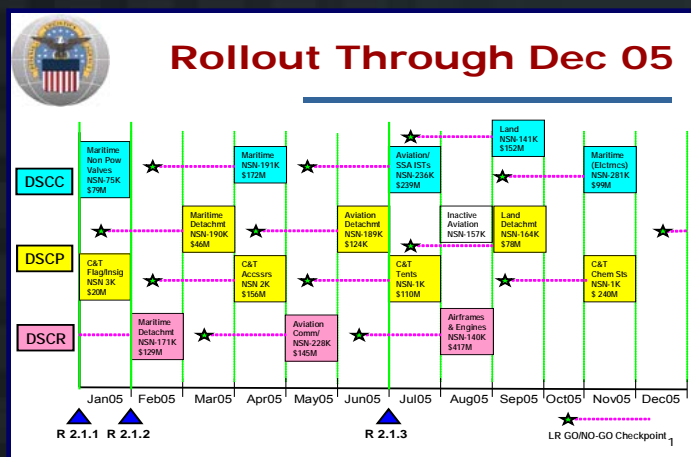 Rollout Through Dec 05
Land
NSN-141K
$152M
Maritime
Non Pow
Valves
NSN-75K
$79M
Maritime
NSN-191K
$172M
Aviation/
SSA ISTs
NSN-236K
$239M
Maritime
(Elctrncs)
NSN-281K
$99M
DSCC
Maritime
Detachmt
NSN-190K
$46M
Aviation
Detachmt
NSN-189K
$124K
Inactive
Aviation
NSN-157K
Land
Detachmt
NSN-164K
$78M
DSCP
C&T
Flag/Insig
NSN 3K
$20M
C&T
Accssrs
NSN 2K
$156M
C&T
Tents
NSN-1K
$110M
C&T
Chem Sts
NSN-1K
$ 240M
DSCR
Maritime
Detachmt
NSN-171K
$129M
Aviation
Comm/
NSN-228K
$145M
Airframes
& Engines
NSN-140K
$417M
Jan05 Feb05 Mar05 Apr05 May05 Jun05 Jul05 Aug05 Sep05 Oct05 Nov05 Dec05
R 2.1.1 R 2.1.2 R 2.1.3
LR GO/NO-GO Checkpoint
1